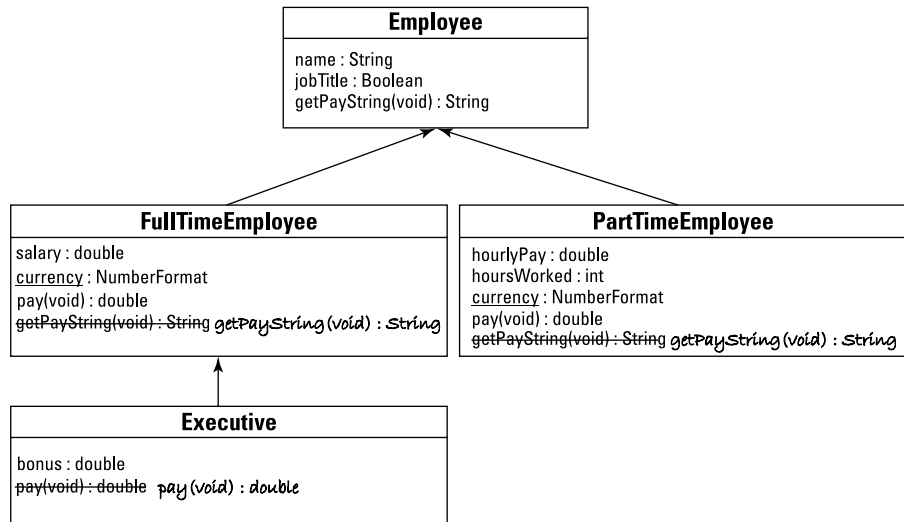 Employee
name : String
jobTitle : Boolean
getPayString(void) : String
FullTimeEmployee
salary : double
currency : NumberFormat
pay(void) : double
getPayString(void) : String getPayString(void) : String
PartTimeEmployee
hourlyPay : double
hoursWorked : int
currency : NumberFormat
pay(void) : double
getPayString(void) : String getPayString(void) : String
Executive
bonus : double
pay(void) : double pay(void) : double